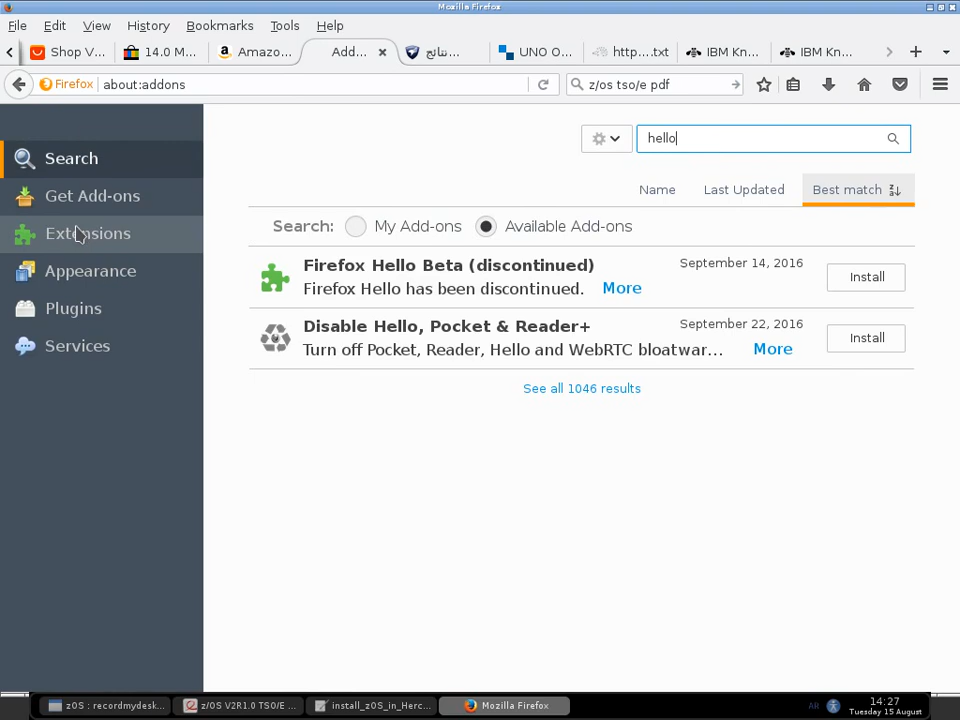 Mozilla Firefox
File Edit View History Bookmarks Tools Help
Shop V... 14.0 M... Amazo... Add... نتائج... UNO O... http....txt IBM Kn... IBM Kn...
Firefox about:addons z/os tso/e pdf
hello
Search
Get Add-ons
Extensions
Appearance
Plugins
Services
Name Last Updated Best match
Search: My Add-ons Available Add-ons
Firefox Hello Beta (discontinued) September 14, 2016
Firefox Hello has been discontinued. More Install
Disable Hello, Pocket & Reader+ September 22, 2016
Turn off Pocket, Reader, Hello and WebRTC bloatwar... More Install
See all 1046 results
zOS : recordmydesk... z/OS V2R1.0 TSO/E ... install_zOS_in_Herc... Mozilla Firefox AR 14:27
Tuesday 15 August